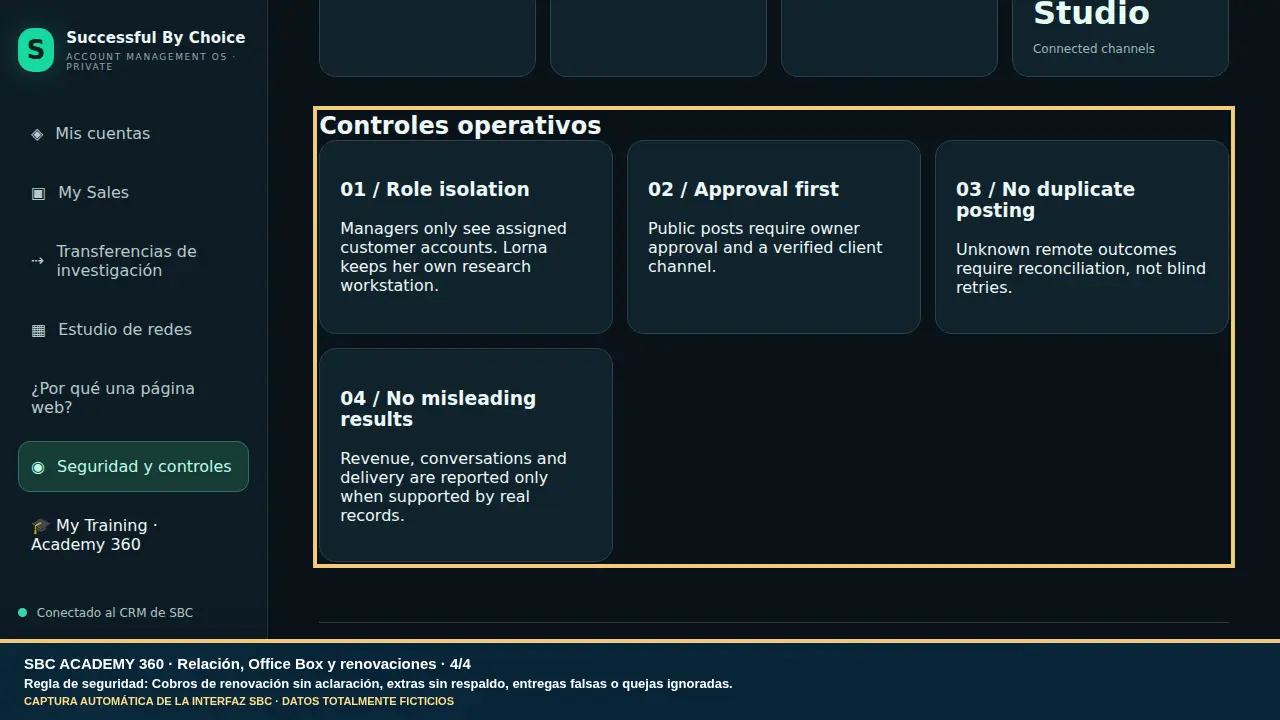 S
Successful By Choice
ACCOUNT MANAGEMENT OS ·
PRIVATE
◈ Mis cuentas
▣ My Sales
⇢ Transferencias de
investigación
▦ Estudio de redes
¿Por qué una página
web?
◉ Seguridad y controles
🎓 My Training ·
Academy 360
Conectado al CRM de SBC
Studio
Connected channels
Controles operativos
01 / Role isolation
Managers only see assigned
customer accounts. Lorna
keeps her own research
workstation.
02 / Approval first
Public posts require owner
approval and a verified client
channel.
03 / No duplicate
posting
Unknown remote outcomes
require reconciliation, not blind
retries.
04 / No misleading
results
Revenue, conversations and
delivery are reported only
when supported by real
records.
SBC ACADEMY 360 · Relación, Office Box y renovaciones · 4/4
Regla de seguridad: Cobros de renovación sin aclaración, extras sin respaldo, entregas falsas o quejas ignoradas.
CAPTURA AUTOMÁTICA DE LA INTERFAZ SBC · DATOS TOTALMENTE FICTICIOS